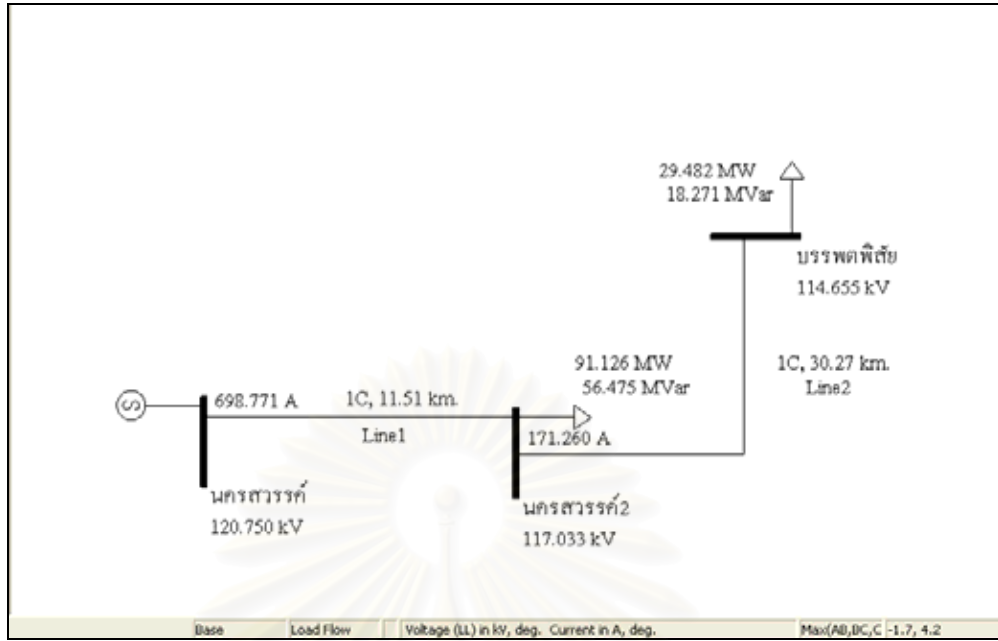 29.482 MW
18.271 MVar
บรรพตพิสัย
114.655 kV
91.126 MW
56.475 MVar
1C, 30.27 km.
Line2
698.771 A
1C, 11.51 km.
Line1
171.260 A
นครสวรรค์
120.750 kV
นครสวรรค์2
117.033 kV
Base Load Flow Voltage (LL) in kV, deg. Current in A, deg. Max(AB,BC,C -1.7, 4.2